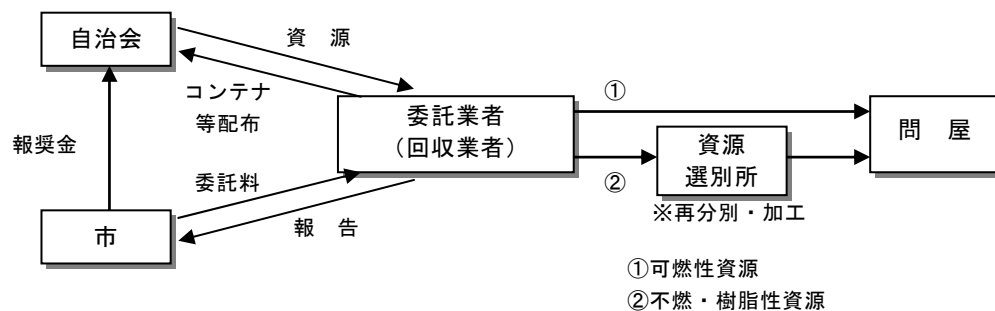 自治会
資　源
コンテナ
等配布
委託業者
（回収業者）
①
問　屋
報奨金
資源
選別所
②
委託料
※再分別・加工
市
報　告
①可燃性資源
②不燃・樹脂性資源